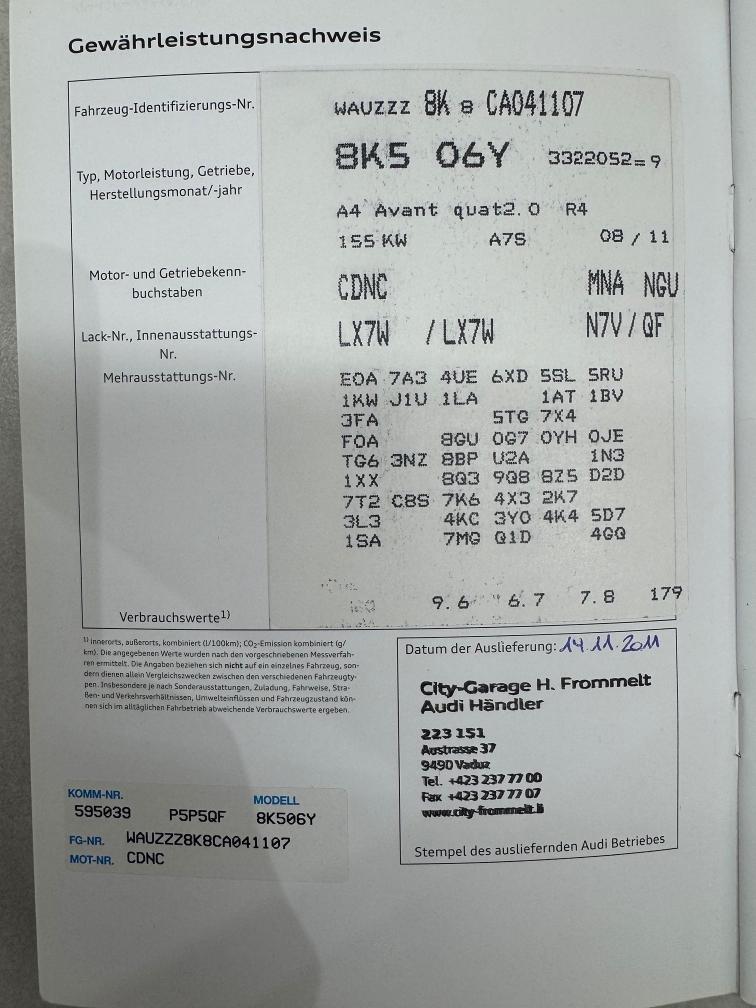 Gewährleistungsnachweis
Fahrzeug-Identifizierungs-Nr.
WAUZZZ 8K 8 CA041107
Typ, Motorleistung, Getriebe,
Herstellungsmonat/-jahr
8K5 06Y 3322052=9
A4 Avant quat2.0 R4
155 KW A7S 08 / 11
Motor- und Getriebekenn-
buchstaben
CDNC MNA NGU
Lack-Nr., Innenausstattungs-
Nr.
LX7W / LX7W N7V / QF
Mehrausstattungs-Nr.
E0A 7A3 4UE 6XD 5SL 5RU
1KW J1U 1LA 1AT 1BV
3FA 5TG 7X4
F0A 8GU 0G7 0YH 0JE
TG6 3NZ 8BP U2A 1N3
1XX 8Q3 9Q8 8Z5 D2D
7T2 C8S 7K6 4X3 2K7
3L3 4KC 3Y0 4K4 5D7
1SA 7MG Q1D 4GQ
Verbrauchswerte1)
9.6 6.7 7.8 179
1) innerorts, außerorts, kombiniert (l/100km); CO2-Emission kombiniert (g/
km). Die angegebenen Werte wurden nach den vorgeschriebenen Messverfah-
ren ermittelt. Die Angaben beziehen sich nicht auf ein einzelnes Fahrzeug, son-
dern dienen allein Vergleichszwecken zwischen den verschiedenen Fahrzeugty-
pen. Insbesondere je nach Sonderausstattungen, Zuladung, Fahrweise, Stra-
ßen- und Verkehrsverhältnissen, Umwelteinflüssen und Fahrzeugzustand kön-
nen sich im alltäglichen Fahrbetrieb abweichende Verbrauchswerte ergeben.
Datum der Auslieferung: 14.11.2011
City-Garage H. Frommelt
Audi Händler
223 151
Austrasse 37
9490 Vaduz
Tel. +423 237 77 00
Fax +423 237 77 07
www.city-frommelt.li
Stempel des ausliefernden Audi Betriebes
KOMM-NR. MODELL
595039 P5P5QF 8K506Y
FG-NR. WAUZZZ8K8CA041107
MOT-NR. CDNC